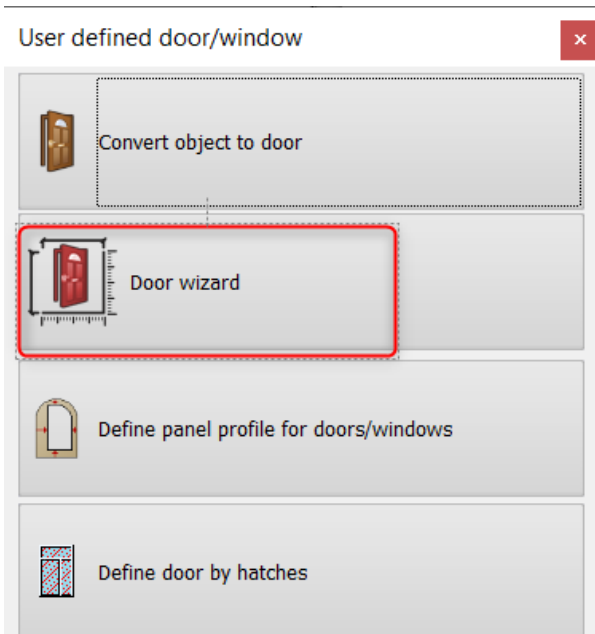 User defined door/window
Convert object to door
Door wizard
Define panel profile for doors/windows
Define door by hatches